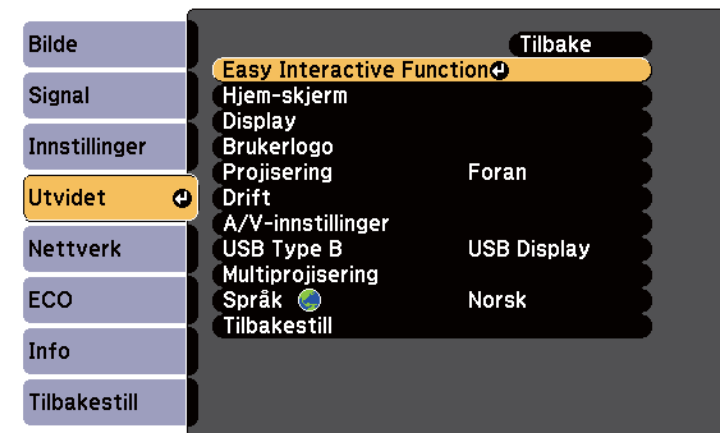 Bilde
Signal
Innstillinger
Utvidet
Nettverk
ECO
Info
Tilbakestill
Tilbake
Easy Interactive Function
Hjem-skjerm
Display
Brukerlogo
Projisering Foran
Drift
A/V-innstillinger
USB Type B USB Display
Multiprojisering
Språk Norsk
Tilbakestill